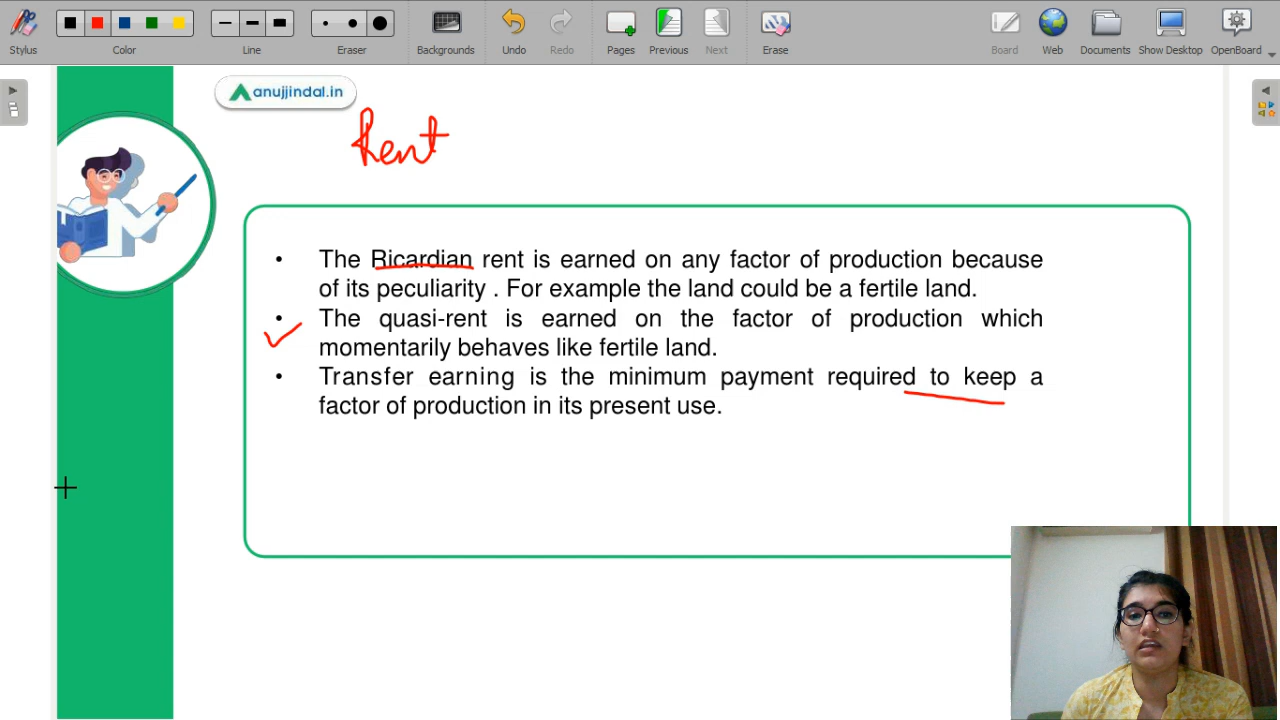 Stylus
Color
Line
Eraser
Backgrounds
Undo
Redo
Pages
Previous
Next
Erase
Board
Web
Documents
Show Desktop
OpenBoard
anujjindal.in
Rent
• The Ricardian rent is earned on any factor of production because
of its peculiarity . For example the land could be a fertile land.
• The quasi-rent is earned on the factor of production which
momentarily behaves like fertile land.
• Transfer earning is the minimum payment required to keep a
factor of production in its present use.